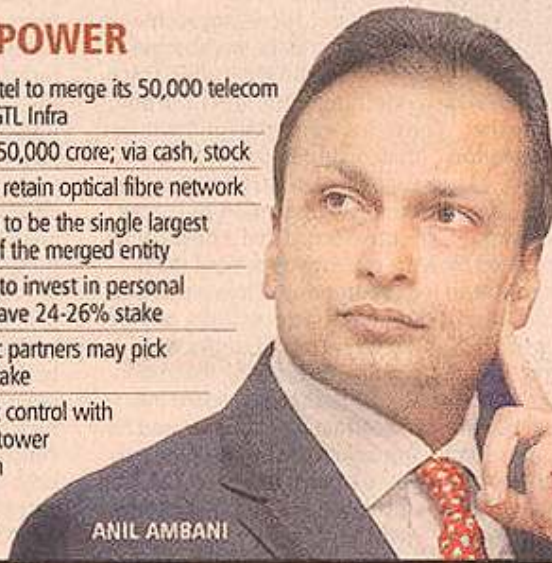 POWER
tel to merge its 50,000 telecom
GTL Infra
50,000 crore; via cash, stock
retain optical fibre network
to be the single largest
f the merged entity
to invest in personal
ave 24-26% stake
t partners may pick
ake
control with
tower
n
ANIL AMBANI